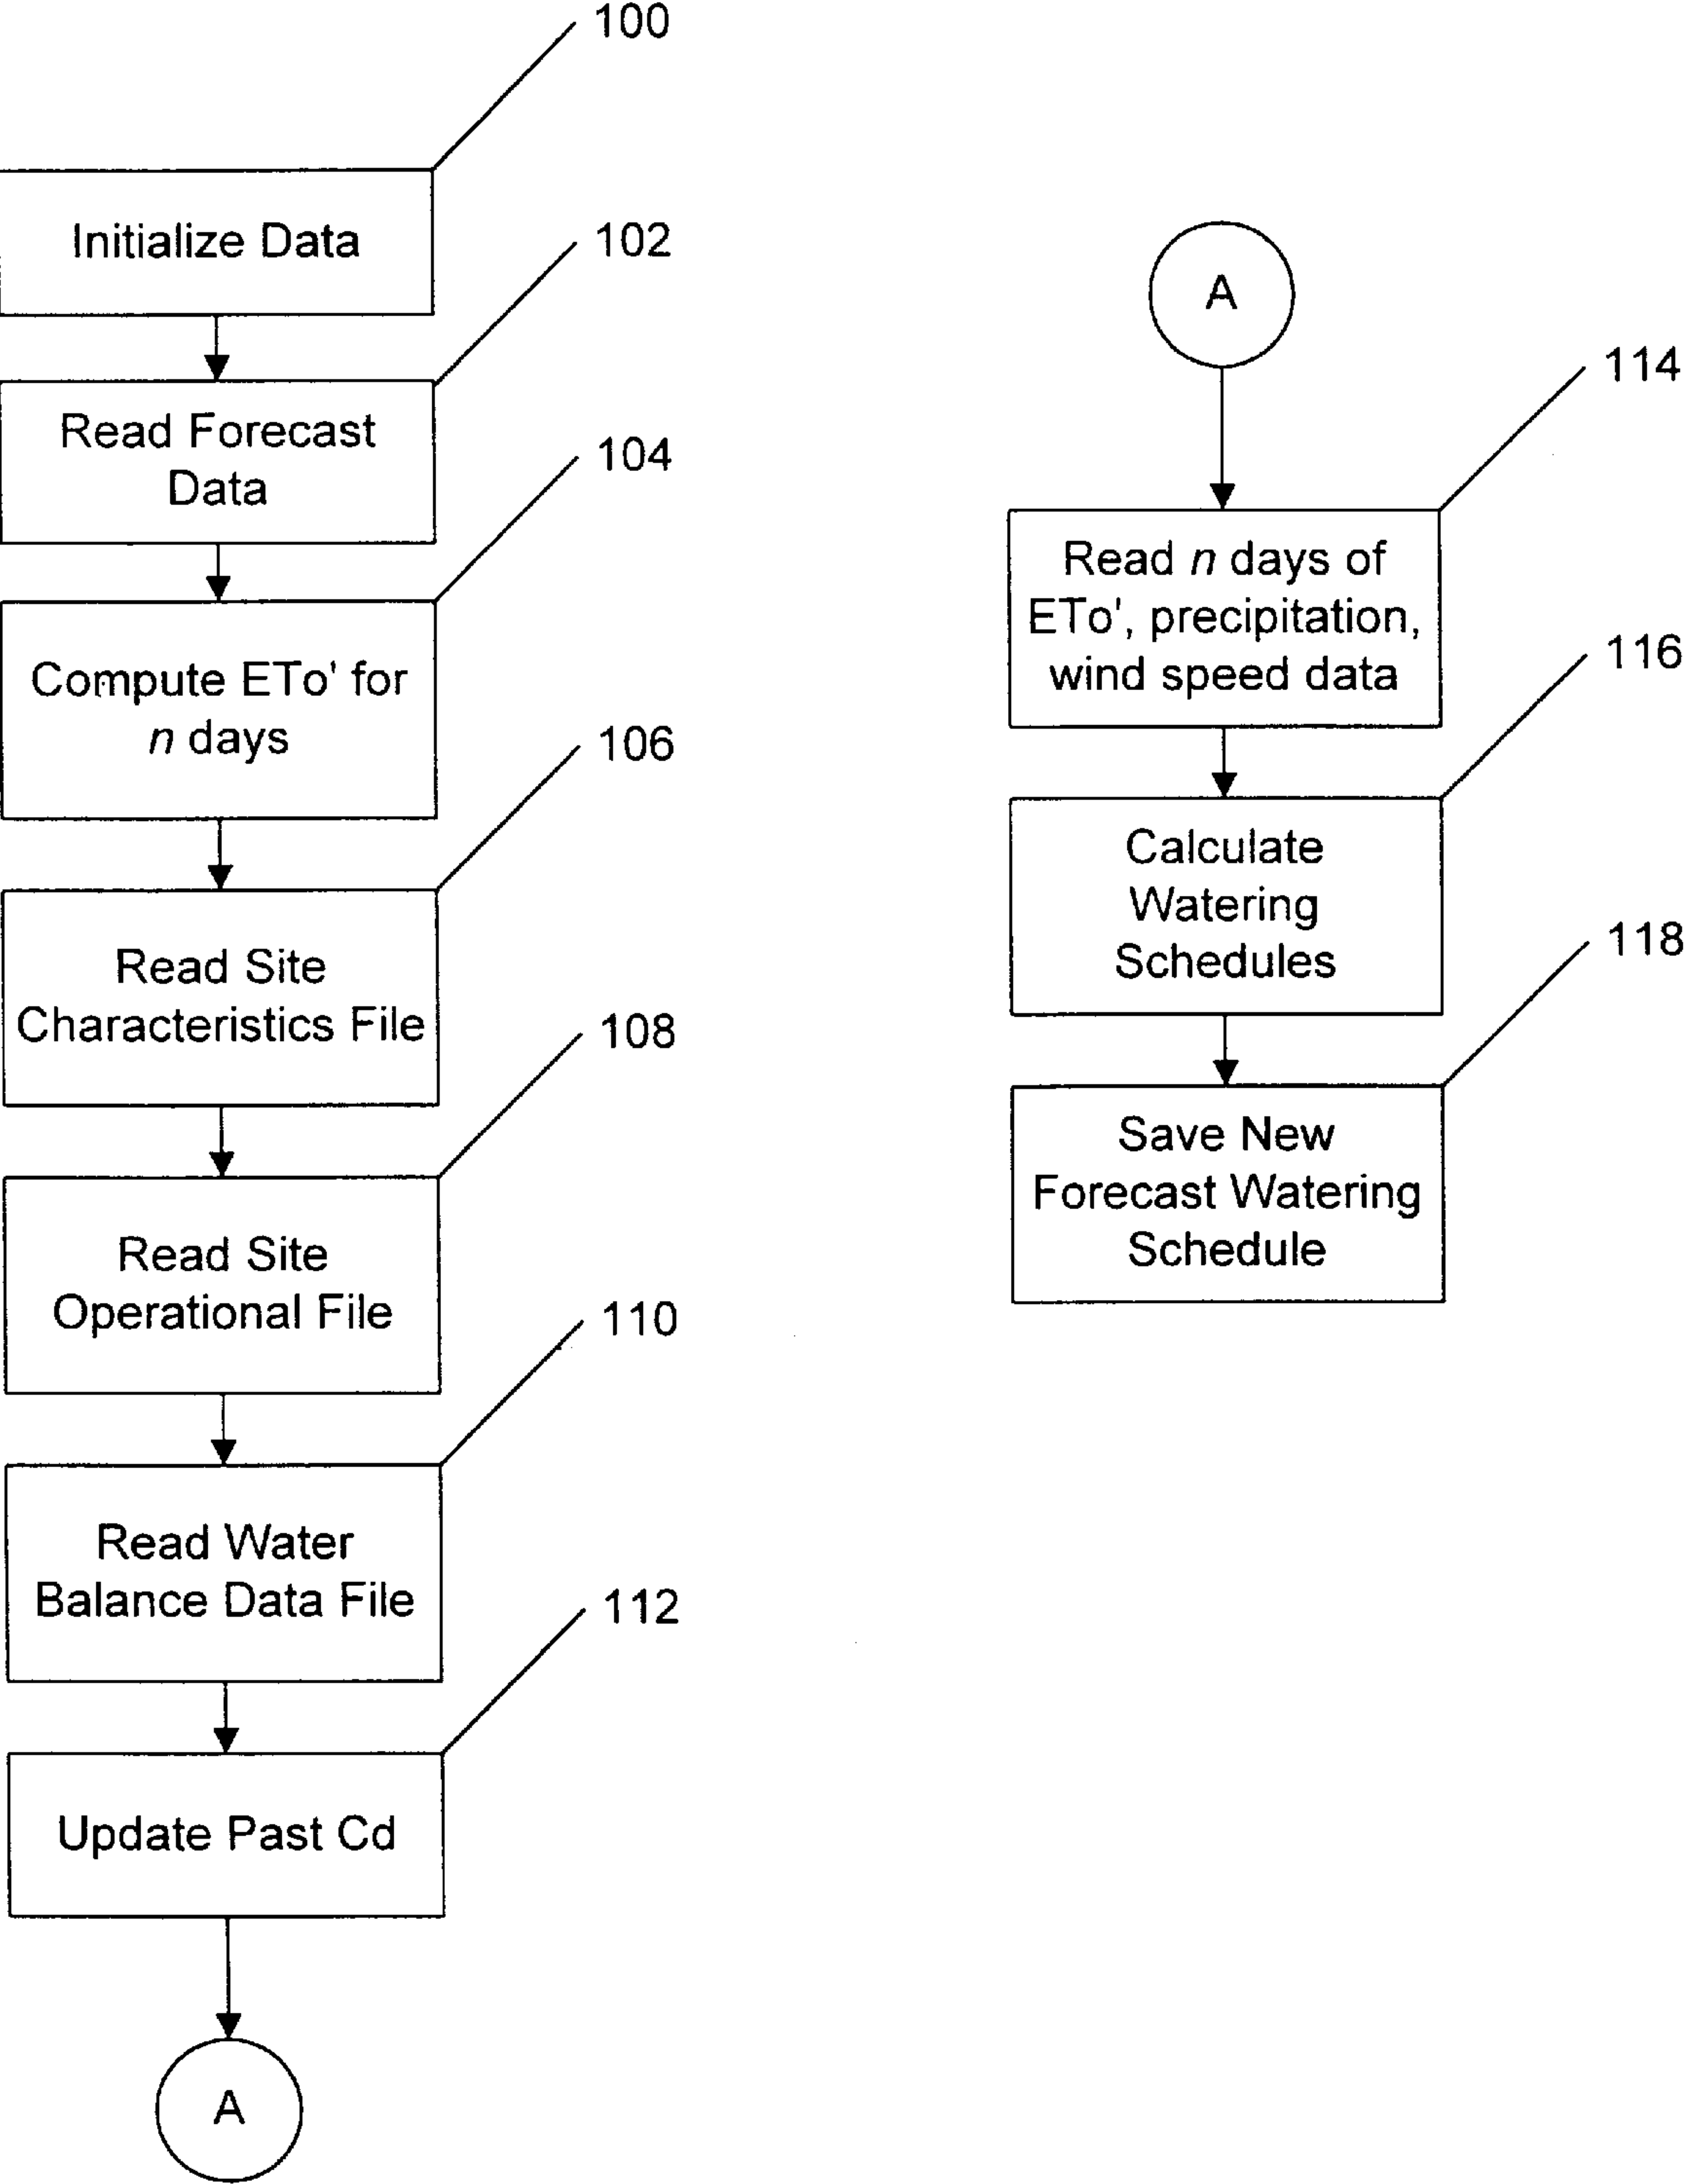 100
Initialize Data
102
Read Forecast
Data
104
Compute ETo' for
n days
106
Read Site
Characteristics File
108
Read Site
Operational File
110
Read Water
Balance Data File
112
Update Past Cd
A
A
114
Read n days of
ETo', precipitation,
wind speed data
116
Calculate
Watering
Schedules
118
Save New
Forecast Watering
Schedule